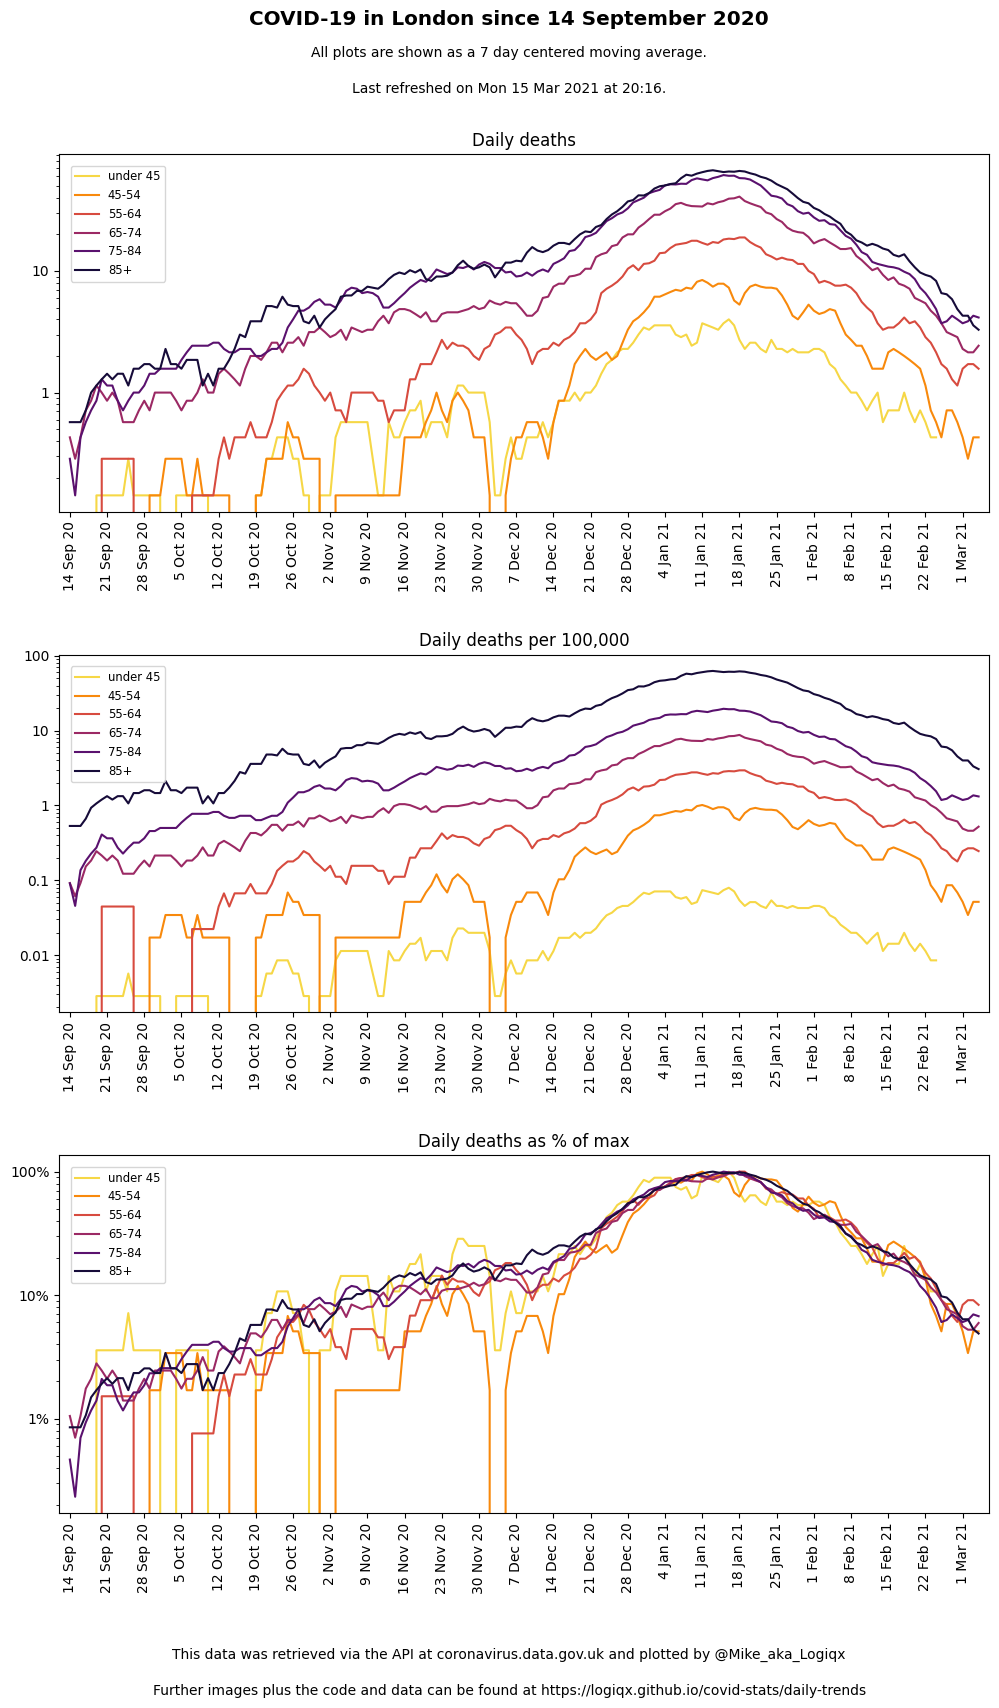 COVID-19 in London since 14 September 2020
All plots are shown as a 7 day centered moving average.
Last refreshed on Mon 15 Mar 2021 at 20:16.
Daily deaths
under 45
45-54
55-64
65-74
75-84
85+
10
1
14 Sep 20 21 Sep 20 28 Sep 20 5 Oct 20 12 Oct 20 19 Oct 20 26 Oct 20 2 Nov 20 9 Nov 20 16 Nov 20 23 Nov 20 30 Nov 20 7 Dec 20 14 Dec 20 21 Dec 20 28 Dec 20 4 Jan 21 11 Jan 21 18 Jan 21 25 Jan 21 1 Feb 21 8 Feb 21 15 Feb 21 22 Feb 21 1 Mar 21
Daily deaths per 100,000
100
under 45
45-54
55-64
65-74
75-84
85+
10
1
0.1
0.01
14 Sep 20 21 Sep 20 28 Sep 20 5 Oct 20 12 Oct 20 19 Oct 20 26 Oct 20 2 Nov 20 9 Nov 20 16 Nov 20 23 Nov 20 30 Nov 20 7 Dec 20 14 Dec 20 21 Dec 20 28 Dec 20 4 Jan 21 11 Jan 21 18 Jan 21 25 Jan 21 1 Feb 21 8 Feb 21 15 Feb 21 22 Feb 21 1 Mar 21
Daily deaths as % of max
100%
under 45
45-54
55-64
65-74
75-84
85+
10%
1%
14 Sep 20 21 Sep 20 28 Sep 20 5 Oct 20 12 Oct 20 19 Oct 20 26 Oct 20 2 Nov 20 9 Nov 20 16 Nov 20 23 Nov 20 30 Nov 20 7 Dec 20 14 Dec 20 21 Dec 20 28 Dec 20 4 Jan 21 11 Jan 21 18 Jan 21 25 Jan 21 1 Feb 21 8 Feb 21 15 Feb 21 22 Feb 21 1 Mar 21
This data was retrieved via the API at coronavirus.data.gov.uk and plotted by @Mike_aka_Logiqx
Further images plus the code and data can be found at https://logiqx.github.io/covid-stats/daily-trends